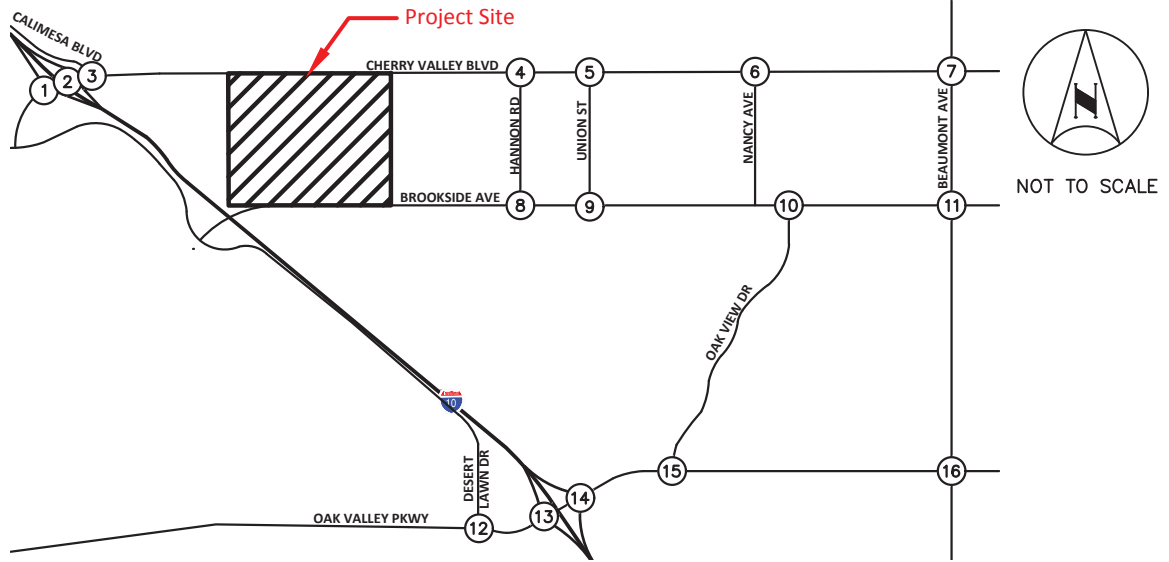 Project Site
CALIMESA BLVD
CHERRY VALLEY BLVD
1
2
3
4
5
6
7
HANNON RD
UNION ST
NANCY AVE
BEAUMONT AVE
N
NOT TO SCALE
BROOKSIDE AVE
8
9
10
11
OAK VIEW DR
10
DESERT
LAWN DR
15
16
14
13
OAK VALLEY PKWY
12